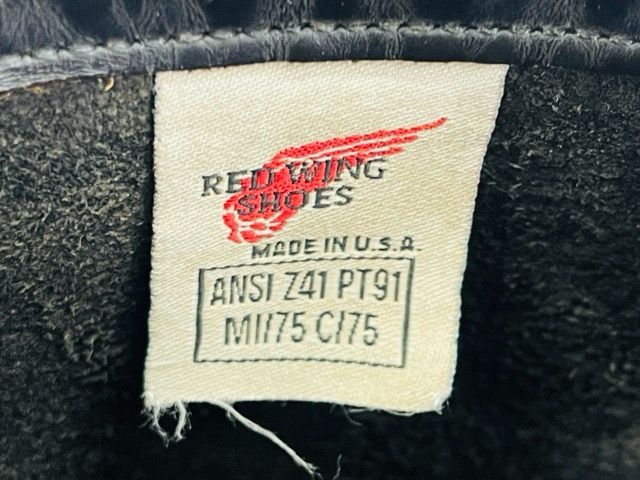 RED WING
SHOES
MADE IN U.S.A.
ANSI Z41 PT91
MI/75 C/75